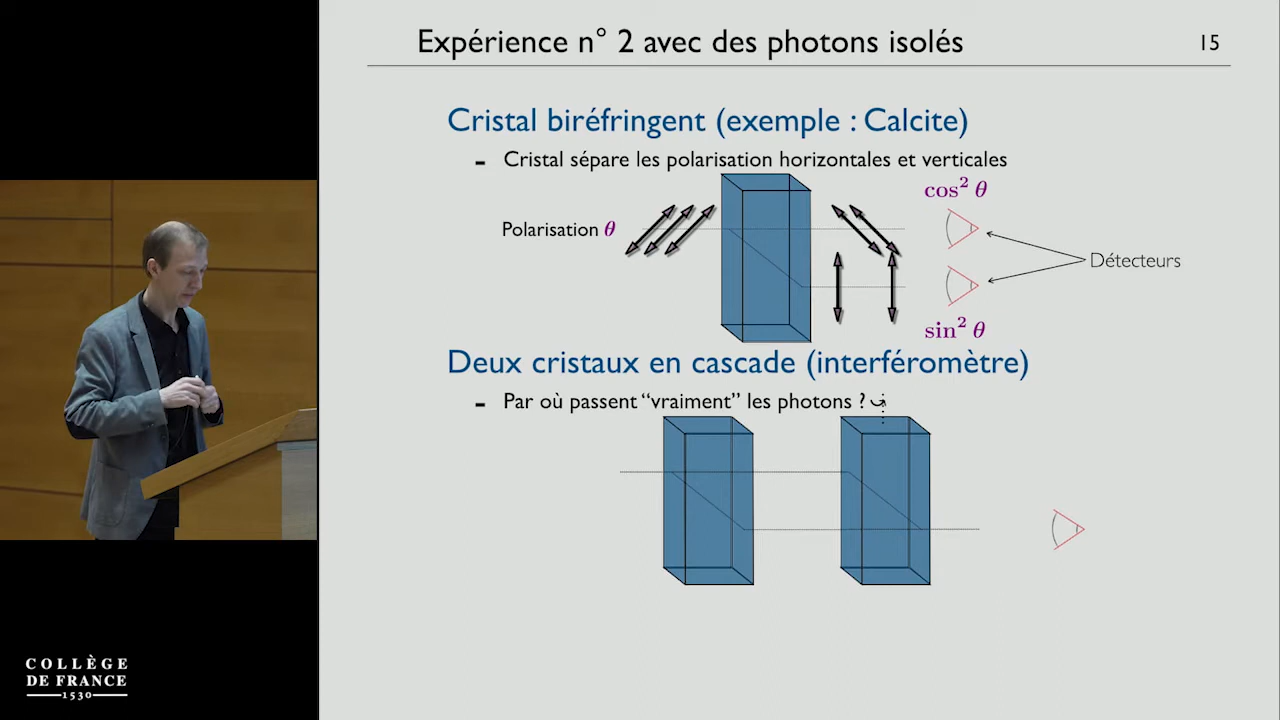 Expérience n° 2 avec des photons isolés
15
Cristal biréfringent (exemple : Calcite)
- Cristal sépare les polarisation horizontales et verticales
cos² θ
Polarisation θ
Détecteurs
sin² θ
Deux cristaux en cascade (interféromètre)
- Par où passent “vraiment” les photons ?
COLLÈGE
DE FRANCE
1530